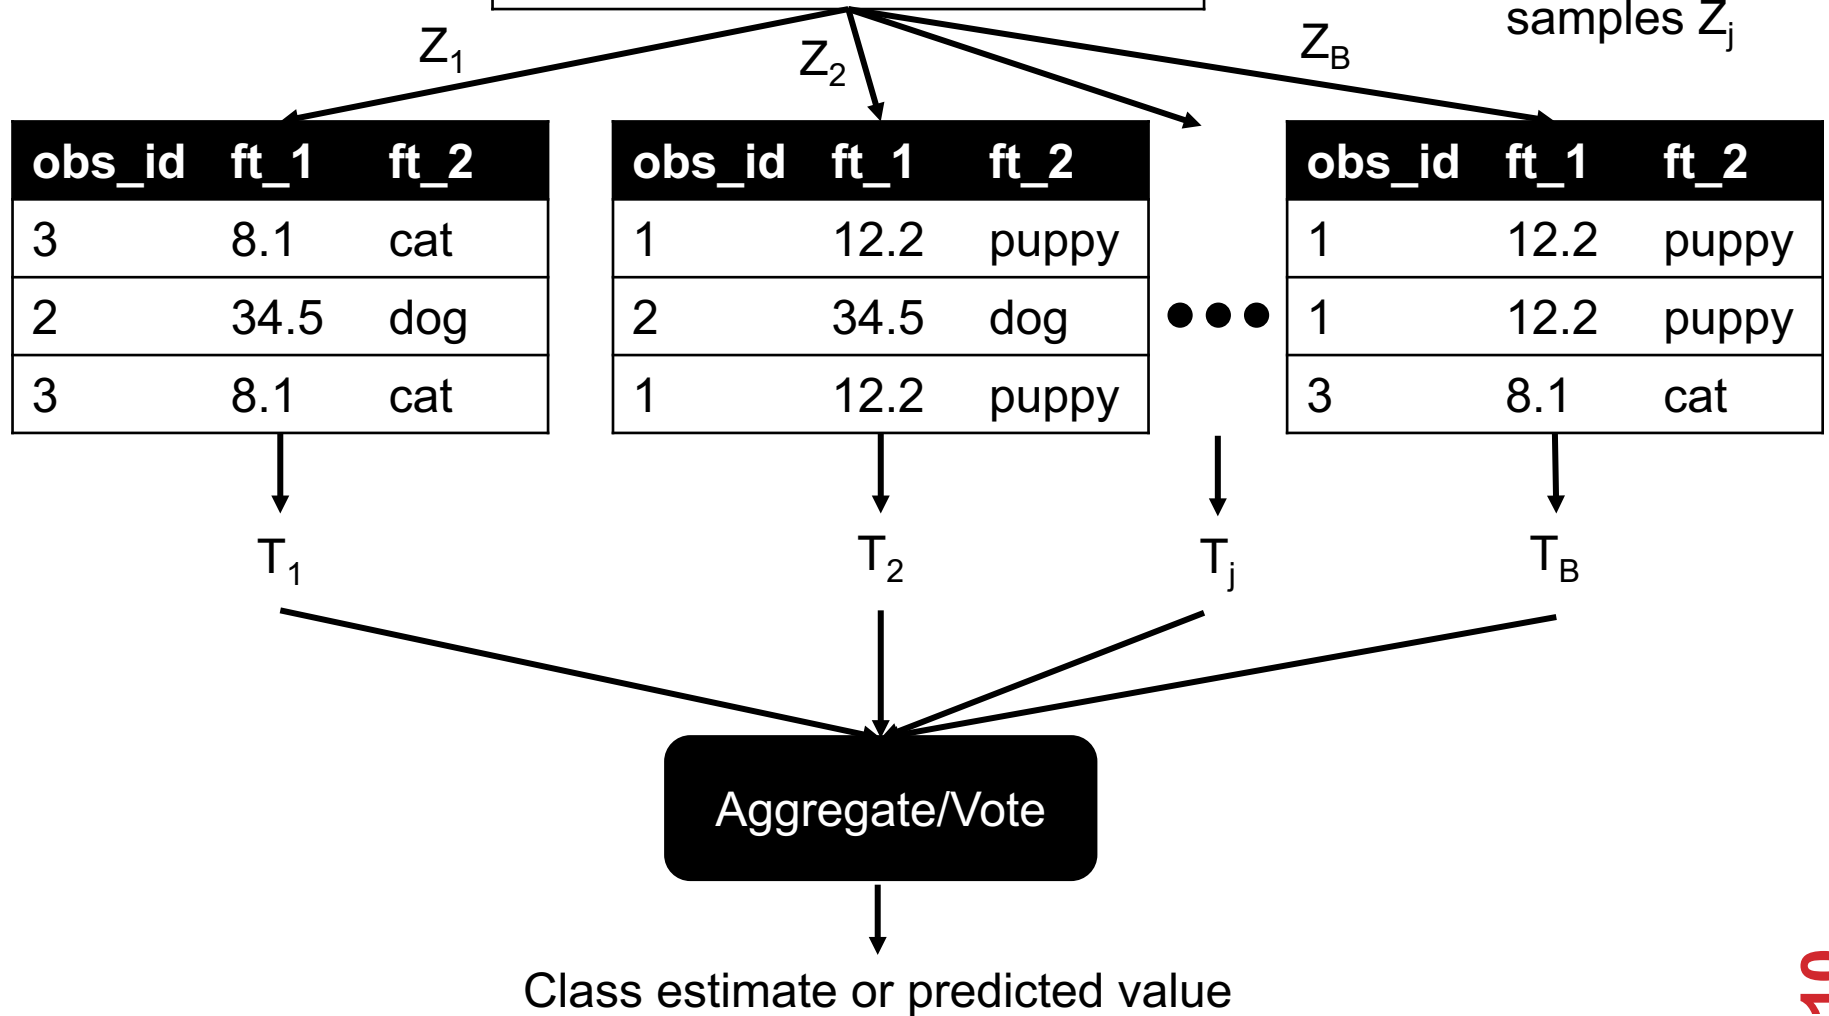 samples Zj
Z1 Z2 ZB
obs_id ft_1 ft_2
3 8.1 cat
2 34.5 dog
3 8.1 cat
obs_id ft_1 ft_2
1 12.2 puppy
2 34.5 dog
1 12.2 puppy
obs_id ft_1 ft_2
1 12.2 puppy
1 12.2 puppy
3 8.1 cat
T1 T2 Tj TB
Aggregate/Vote
Class estimate or predicted value
10